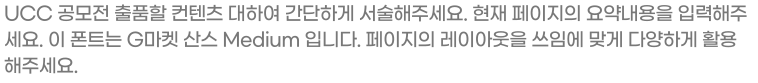 UCC 공모전 출품할 컨텐츠 대하여 간단하게 서술해주세요. 현재 페이지의 요약내용을 입력해주
세요. 이 폰트는 G마켓 산스 Medium 입니다. 페이지의 레이아웃을 쓰임에 맞게 다양하게 활용
해주세요.